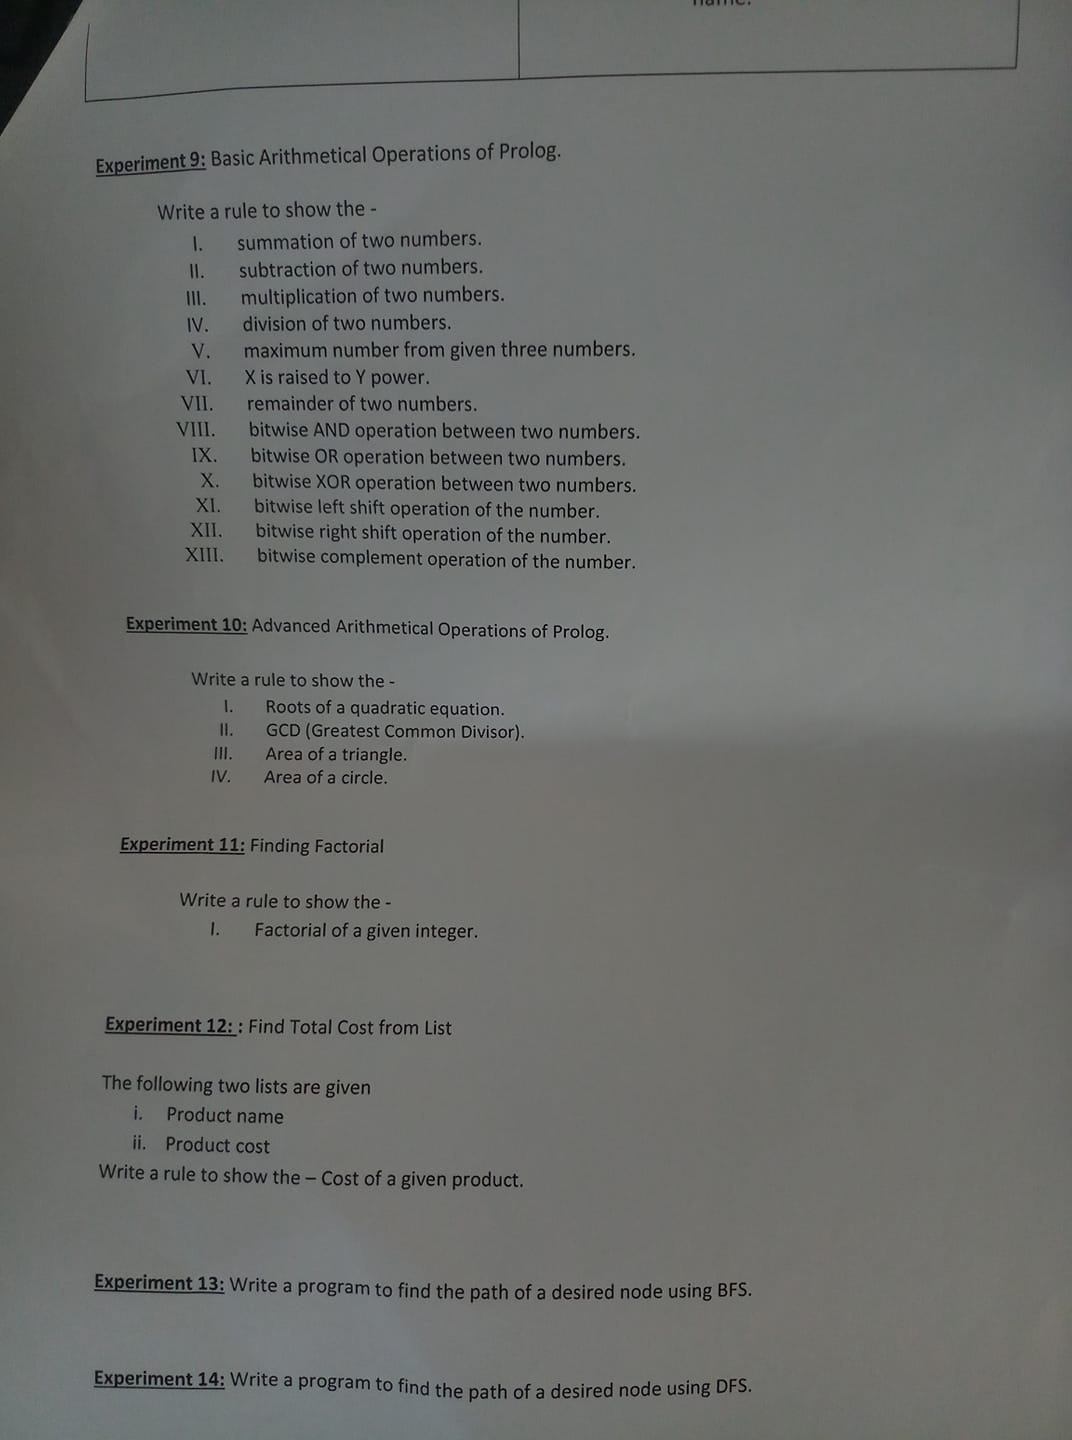 Experiment 9: Basic Arithmetical Operations of Prolog.
Write a rule to show the -
I. summation of two numbers.
II. subtraction of two numbers.
III. multiplication of two numbers.
IV. division of two numbers.
V. maximum number from given three numbers.
VI. X is raised to Y power.
VII. remainder of two numbers.
VIII. bitwise AND operation between two numbers.
IX. bitwise OR operation between two numbers.
X. bitwise XOR operation between two numbers.
XI. bitwise left shift operation of the number.
XII. bitwise right shift operation of the number.
XIII. bitwise complement operation of the number.
Experiment 10: Advanced Arithmetical Operations of Prolog.
Write a rule to show the -
I. Roots of a quadratic equation.
II. GCD (Greatest Common Divisor).
III. Area of a triangle.
IV. Area of a circle.
Experiment 11: Finding Factorial
Write a rule to show the -
I. Factorial of a given integer.
Experiment 12: : Find Total Cost from List
The following two lists are given
i. Product name
ii. Product cost
Write a rule to show the – Cost of a given product.
Experiment 13: Write a program to find the path of a desired node using BFS.
Experiment 14: Write a program to find the path of a desired node using DFS.